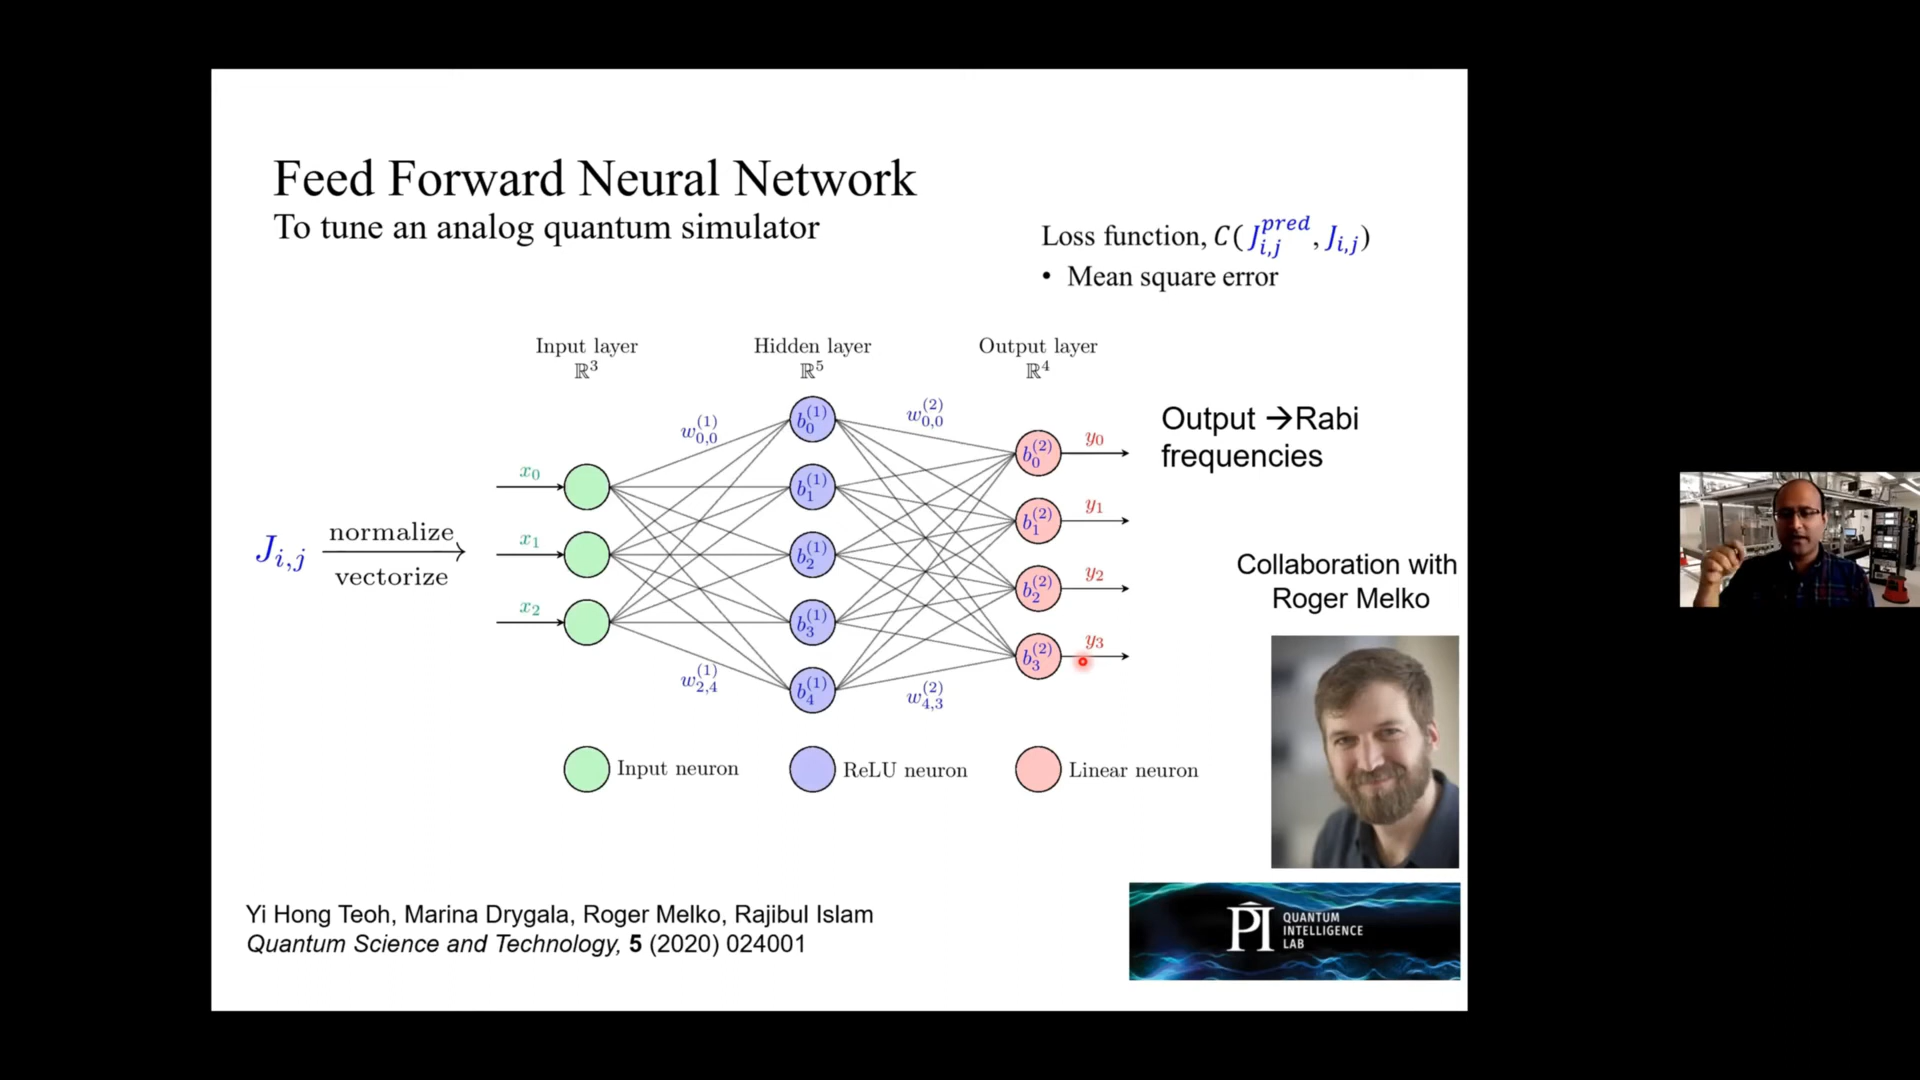 Feed Forward Neural Network
To tune an analog quantum simulator
Loss function, C(J_{i,j}^{pred}, J_{i,j})
• Mean square error
Input layer
ℝ^3
Hidden layer
ℝ^5
Output layer
ℝ^4
w_{0,0}^{(1)}
w_{0,0}^{(2)}
J_{i,j}
normalize
vectorize
x_0
x_1
x_2
b_0^{(1)}
b_1^{(1)}
b_2^{(1)}
b_3^{(1)}
b_4^{(1)}
b_0^{(2)}
b_1^{(2)}
b_2^{(2)}
b_3^{(2)}
y_0
y_1
y_2
y_3
w_{2,4}^{(1)}
w_{4,3}^{(2)}
Output →Rabi
frequencies
Collaboration with
Roger Melko
Input neuron
ReLU neuron
Linear neuron
Yi Hong Teoh, Marina Drygala, Roger Melko, Rajibul Islam
Quantum Science and Technology, 5 (2020) 024001
PI QUANTUM
INTELLIGENCE
LAB